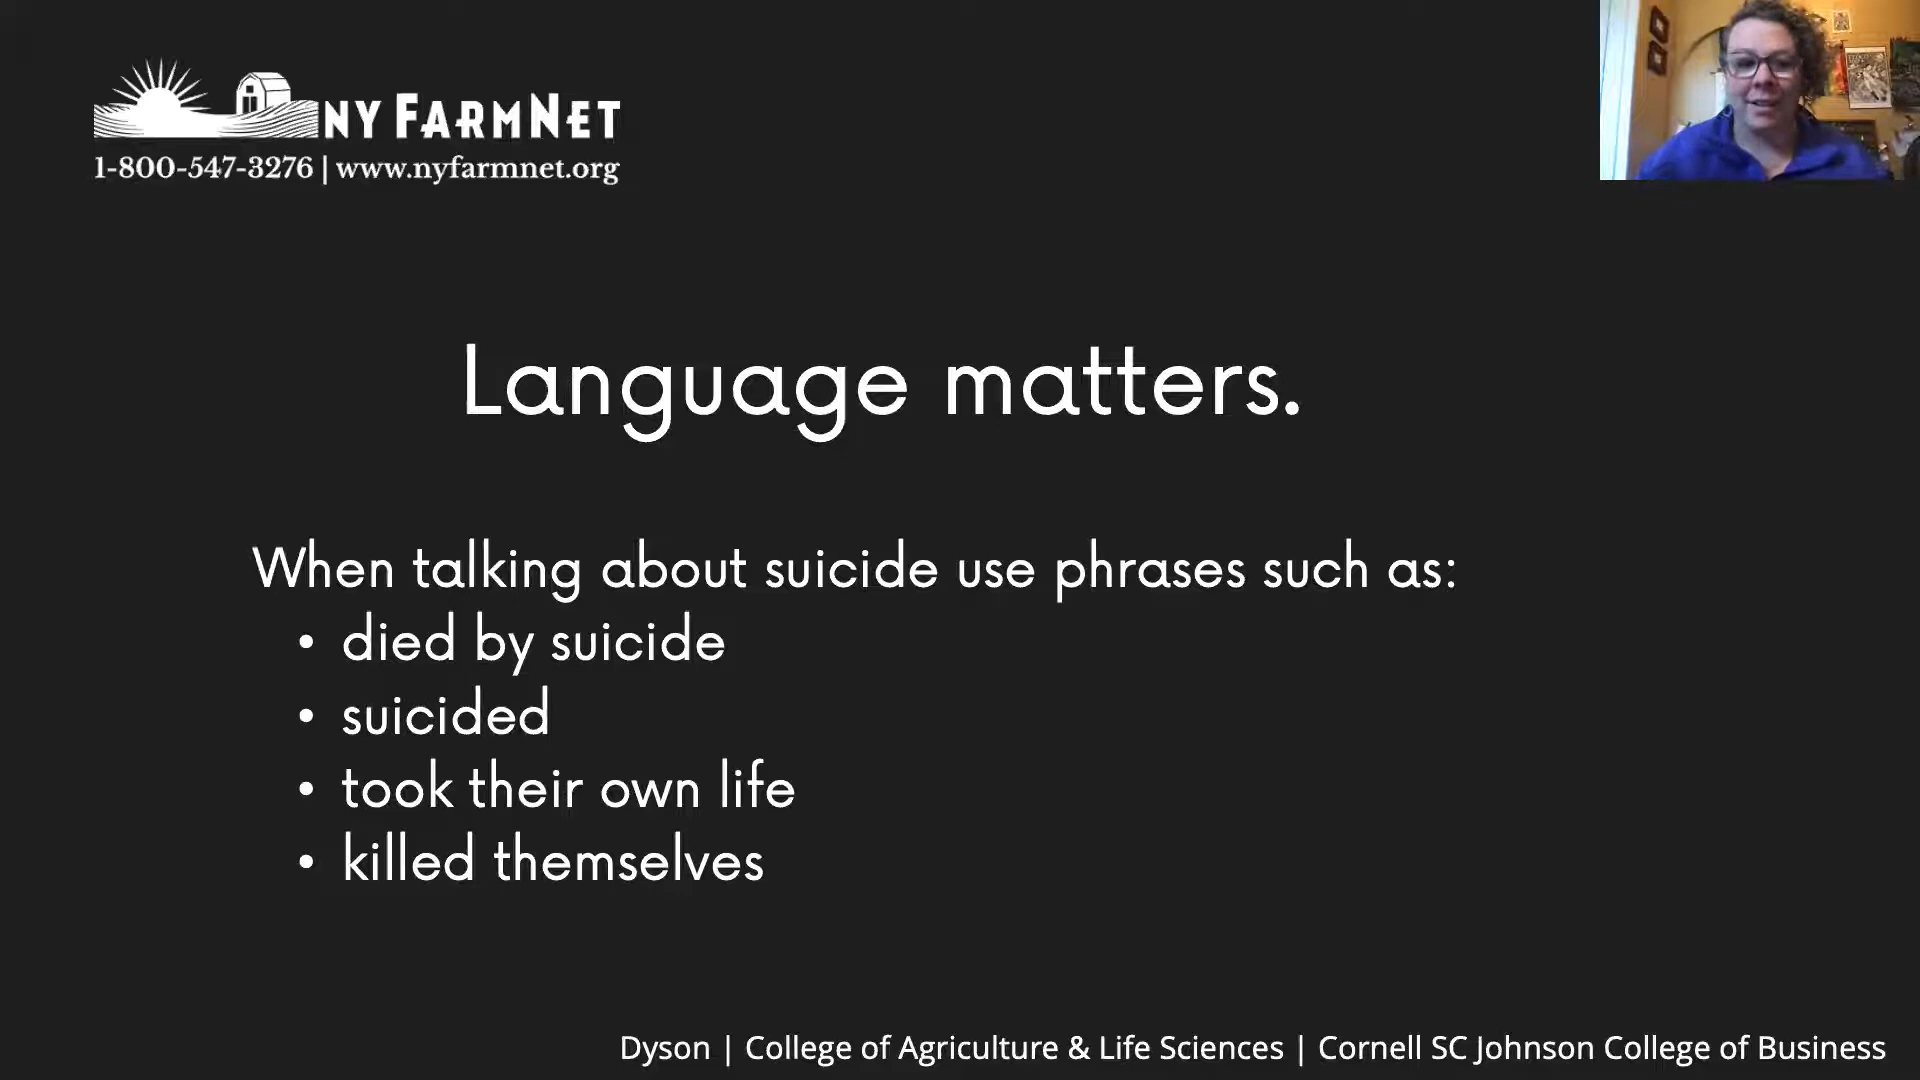 NY FARMNET
1-800-547-3276 | www.nyfarmnet.org
Language matters.
When talking about suicide use phrases such as:
• died by suicide
• suicided
• took their own life
• killed themselves
Dyson | College of Agriculture & Life Sciences | Cornell SC Johnson College of Business